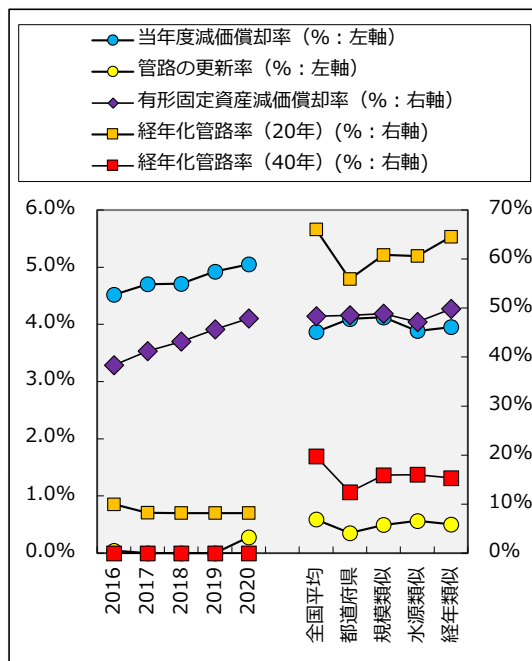 当年度減価償却率（%：左軸）
管路の更新率（%：左軸）
有形固定資産減価償却率（%：右軸）
経年化管路率（20年）(%：右軸)
経年化管路率（40年）(%：右軸)
6.0%
5.0%
4.0%
3.0%
2.0%
1.0%
0.0%
70%
60%
50%
40%
30%
20%
10%
0%
2016
2017
2018
2019
2020
全国平均
都道府県
規模類似
水源類似
経年類似